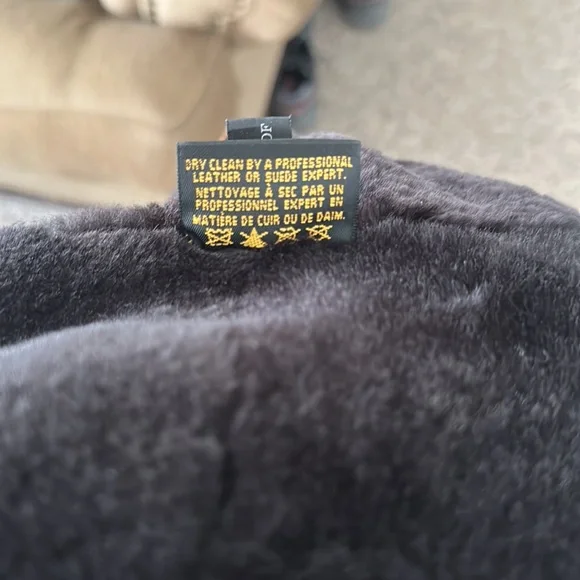 OF
DRY CLEAN BY A PROFESSIONAL
LEATHER OR SUEDE EXPERT.
NETTOYAGE À SEC PAR UN
PROFESSIONNEL EXPERT EN
MATIÈRE DE CUIR OU DE DAIM.